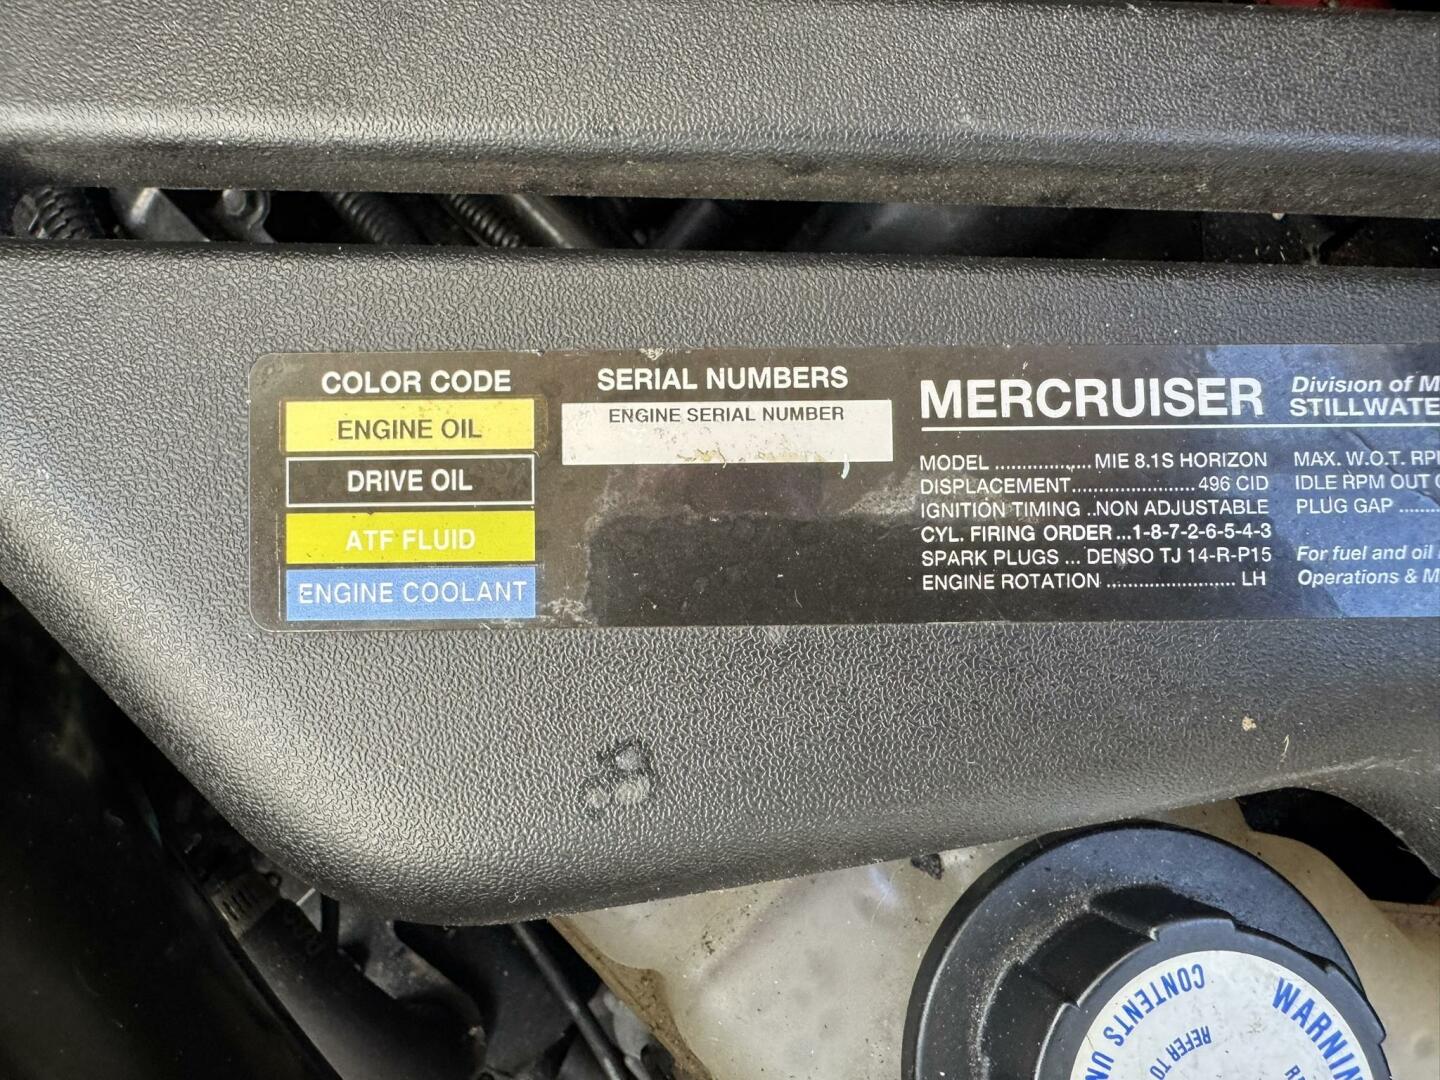 COLOR CODE
ENGINE OIL
DRIVE OIL
ATF FLUID
ENGINE COOLANT
SERIAL NUMBERS
ENGINE SERIAL NUMBER
MERCRUISER
Division of M
STILLWATE
MODEL .................. MIE 8.1S HORIZON
DISPLACEMENT...................... 496 CID
IGNITION TIMING ..NON ADJUSTABLE
CYL. FIRING ORDER ...1-8-7-2-6-5-4-3
SPARK PLUGS ... DENSO TJ 14-R-P15
ENGINE ROTATION ...................... LH
MAX. W.O.T. RP
IDLE RPM OUT
PLUG GAP .......
For fuel and oil
Operations & M
CONTENTS UN
REFER TO
WARNIN